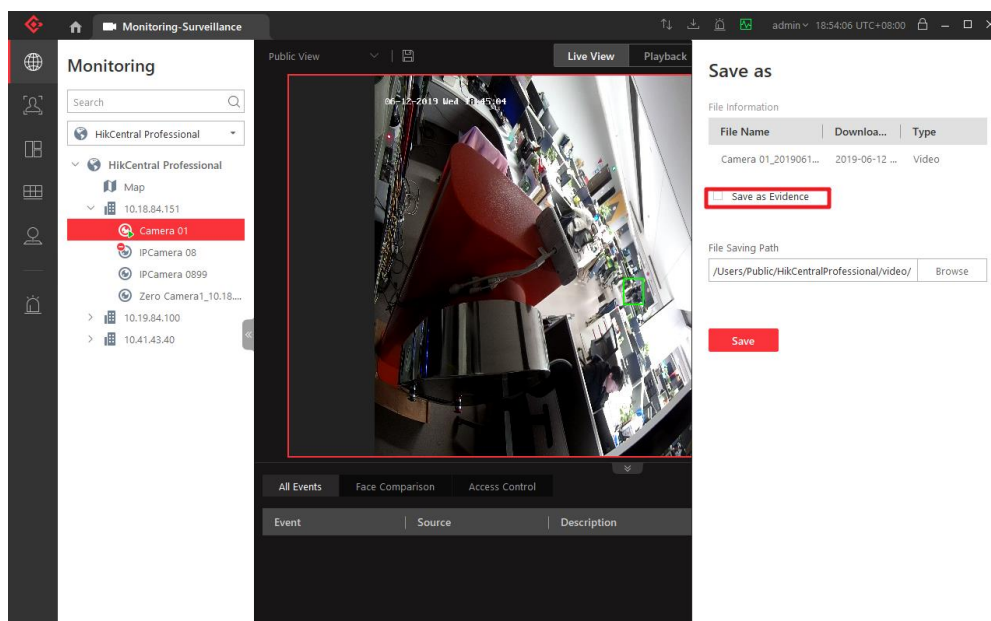 Monitoring-Surveillance
admin
18:54:06 UTC+08:00
Monitoring
Search
HikCentral Professional
HikCentral Professional
Map
10.18.84.151
Camera 01
IPCamera 08
IPCamera 0899
Zero Camera1_10.18....
10.19.84.100
10.41.43.40
Public View
Live View
Playback
06-12-2019 Wed 18:45:04
All Events
Face Comparison
Access Control
Event
Source
Description
Save as
File Information
File Name
Downloa...
Type
Camera 01_2019061...
2019-06-12 ...
Video
Save as Evidence
File Saving Path
/Users/Public/HikCentralProfessional/video/
Browse
Save